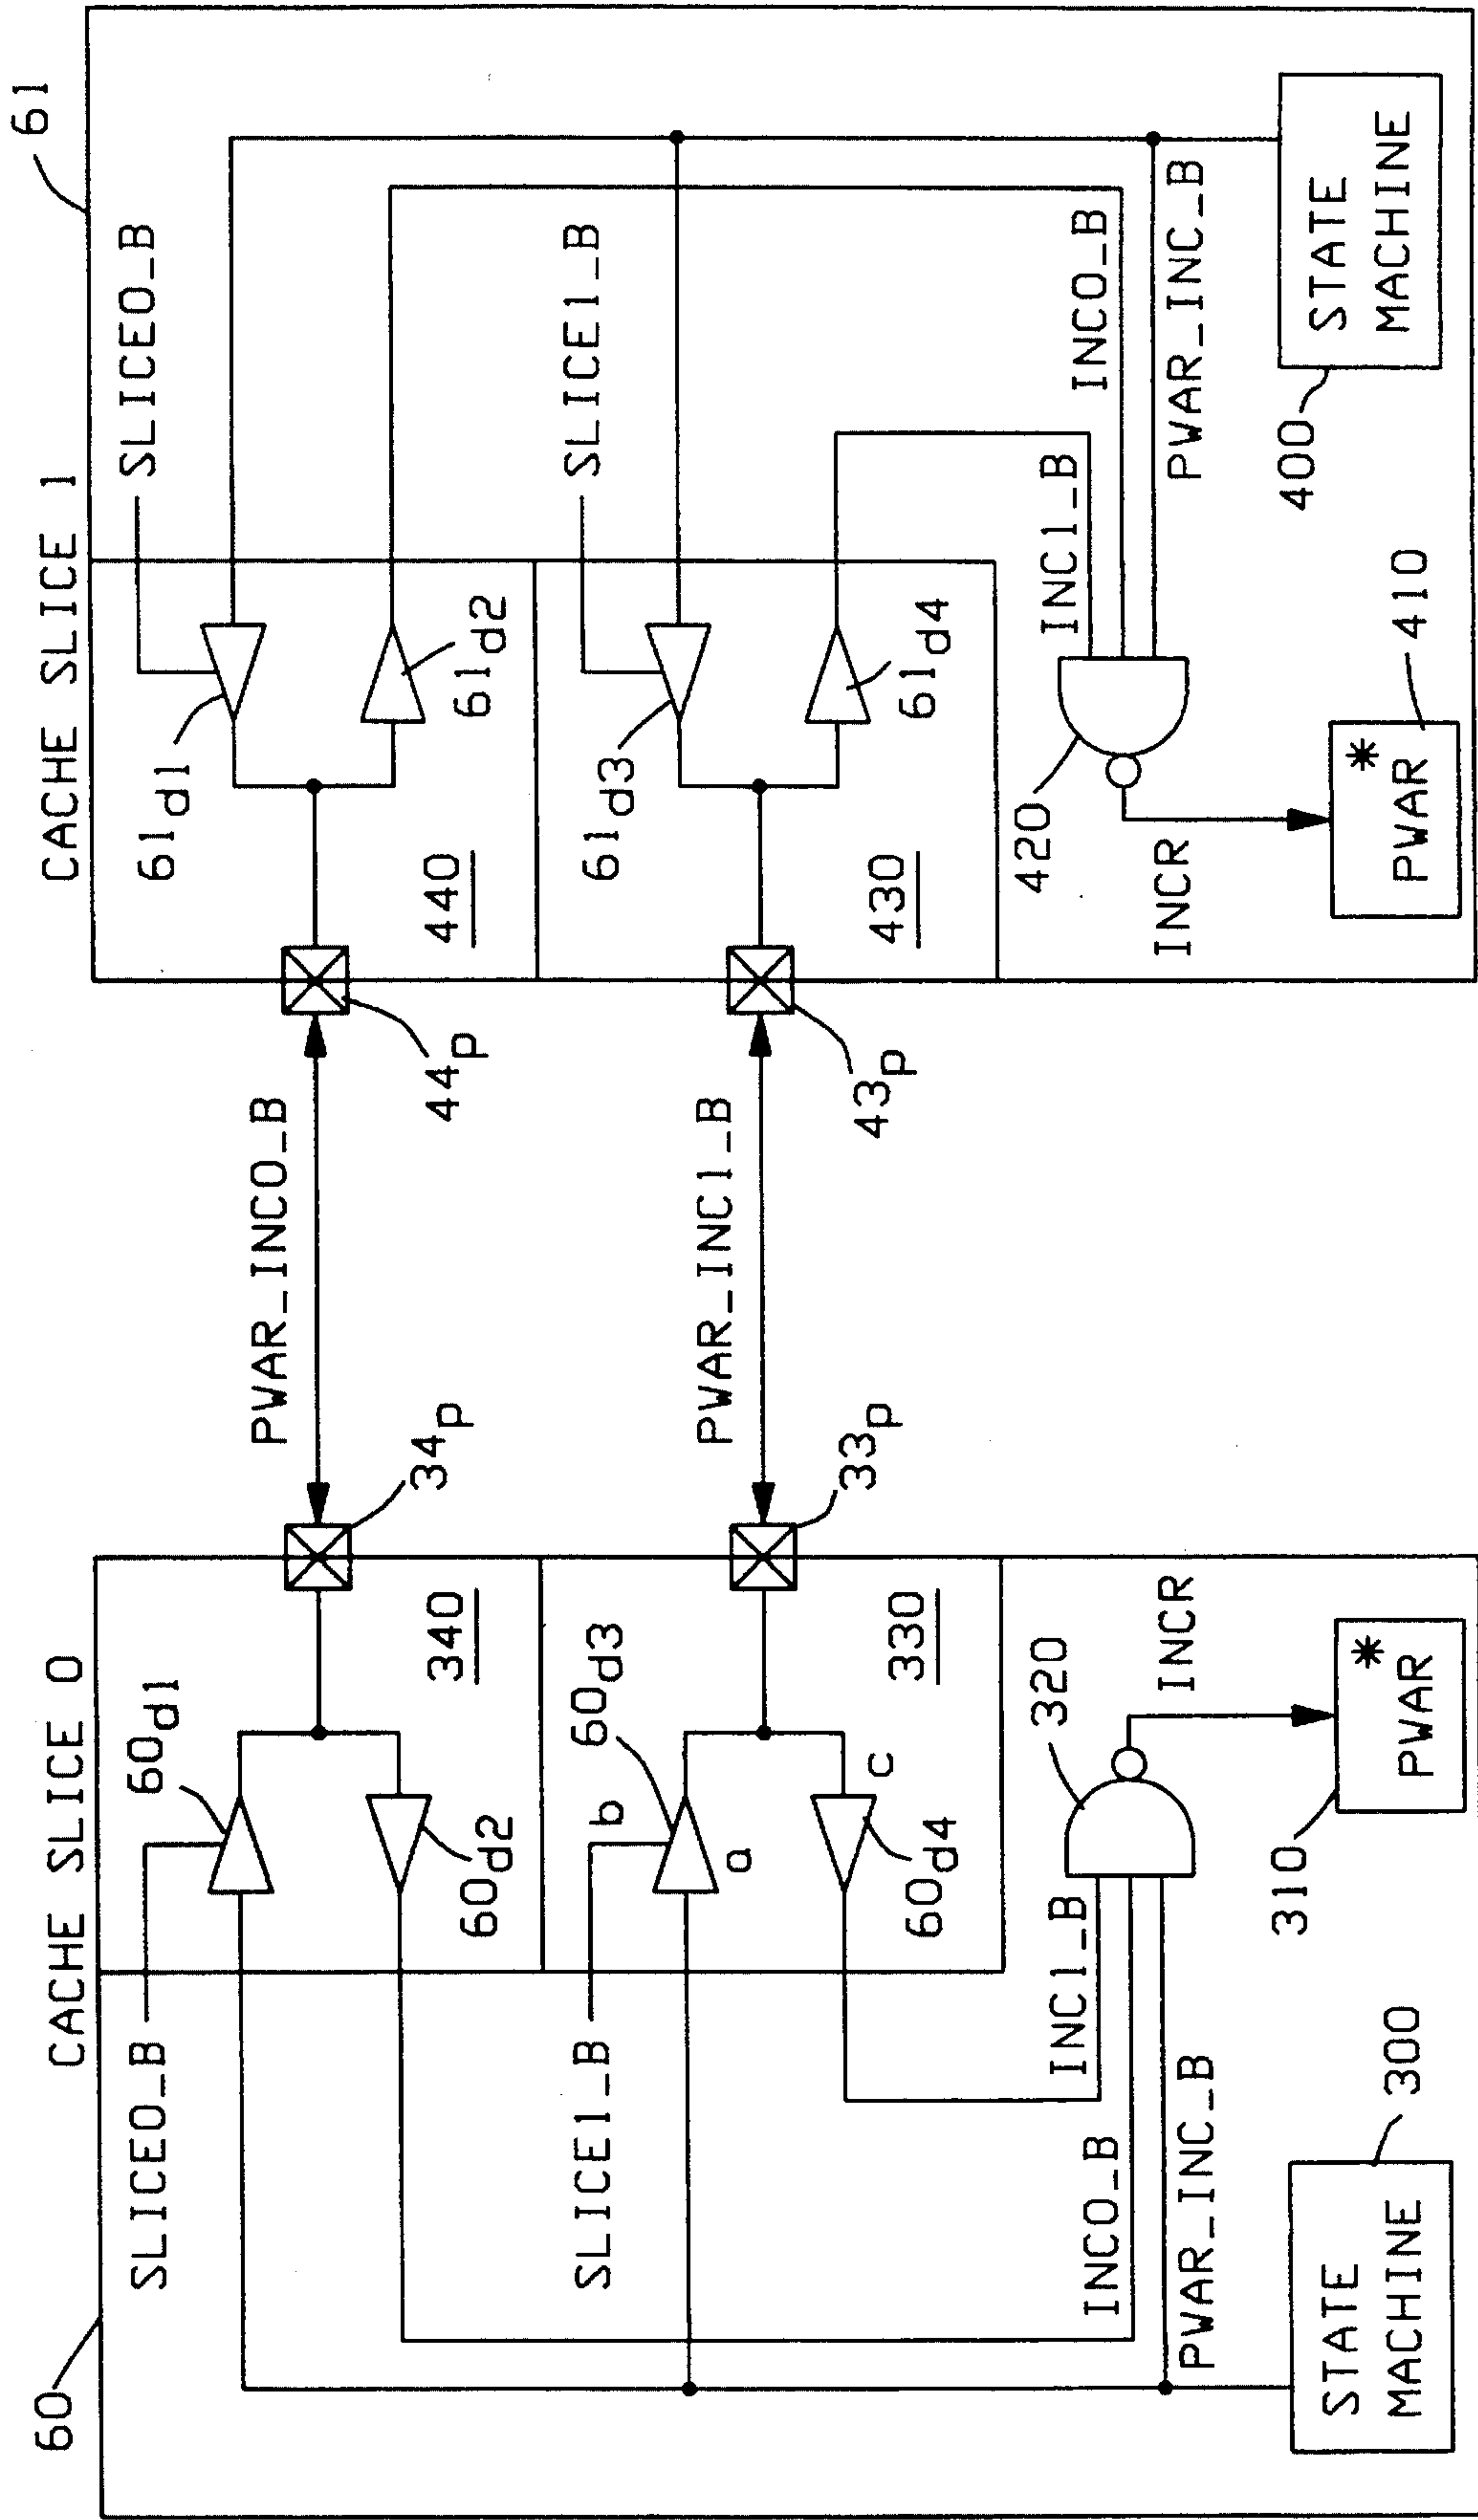 CACHE SLICE 0
60
SLICE0_B
60d1
60d2
340
34p
SLICE1_B
b
a
c
60d3
60d4
330
33p
INC1_B
INC0_B
PWAR_INC_B
320
INCR
STATE
MACHINE
300
310
*
PWAR
PWAR_INC0_B
PWAR_INC1_B
CACHE SLICE 1
61
SLICE0_B
61d1
61d2
440
44p
SLICE1_B
61d3
61d4
430
43p
INC1_B
INC0_B
PWAR_INC_B
420
INCR
*
PWAR
410
400
STATE
MACHINE